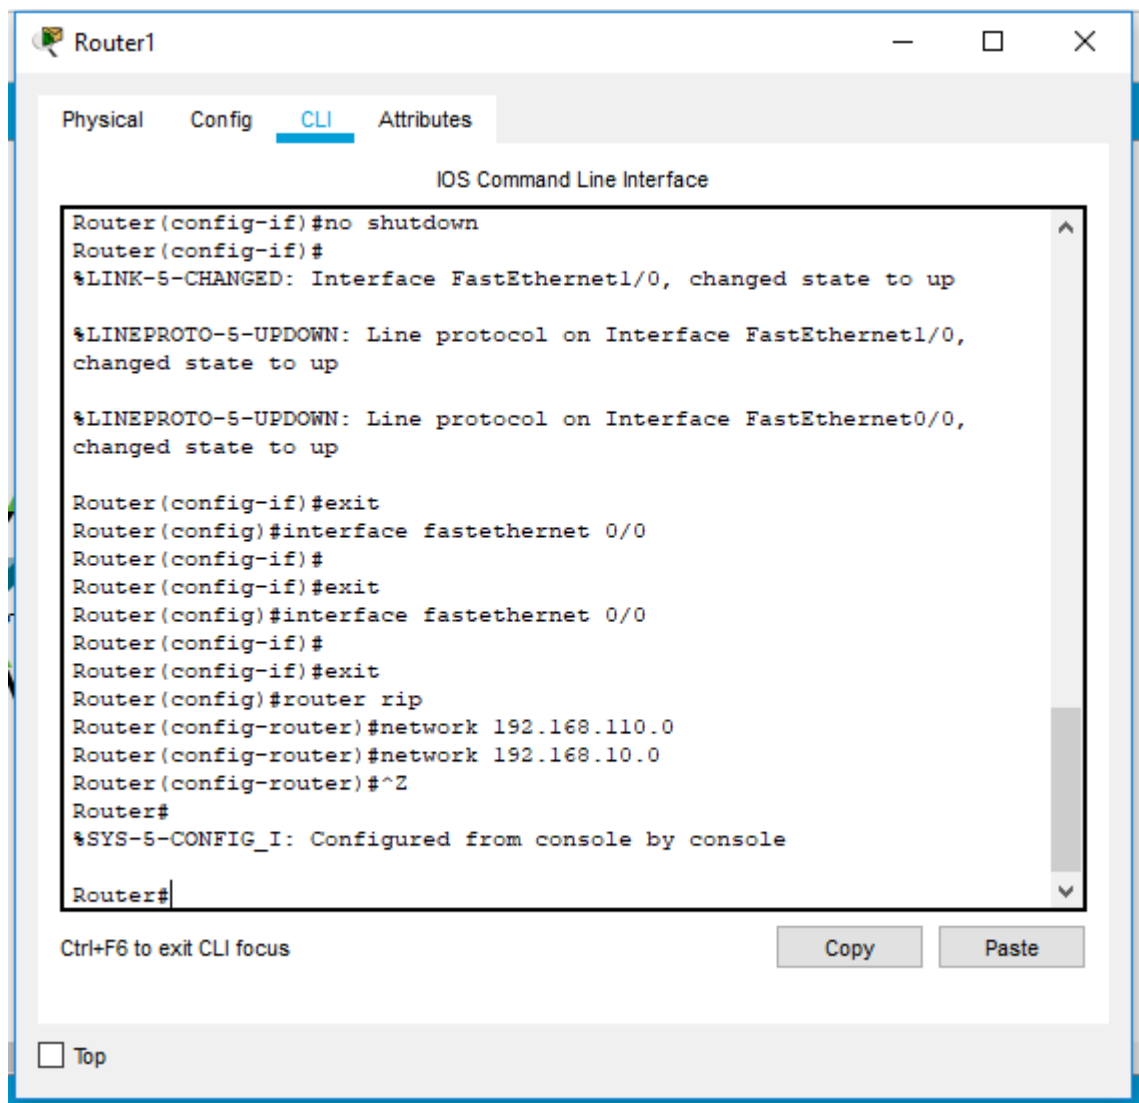 Router1
Physical Config CLI Attributes
IOS Command Line Interface
Router(config-if)#no shutdown
Router(config-if)#
%LINK-5-CHANGED: Interface FastEthernet1/0, changed state to up
%LINEPROTO-5-UPDOWN: Line protocol on Interface FastEthernet1/0,
changed state to up
%LINEPROTO-5-UPDOWN: Line protocol on Interface FastEthernet0/0,
changed state to up
Router(config-if)#exit
Router(config)#interface fastethernet 0/0
Router(config-if)#
Router(config-if)#exit
Router(config)#interface fastethernet 0/0
Router(config-if)#
Router(config-if)#exit
Router(config)#router rip
Router(config-router)#network 192.168.110.0
Router(config-router)#network 192.168.10.0
Router(config-router)#^Z
Router#
%SYS-5-CONFIG_I: Configured from console by console
Router#
Ctrl+F6 to exit CLI focus
Copy Paste
Top